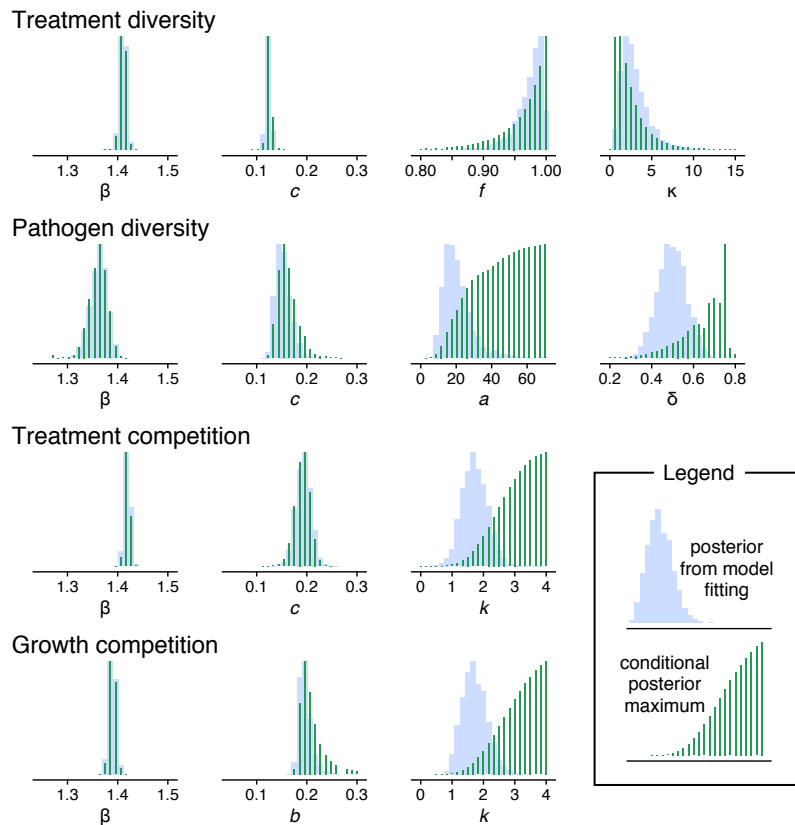 Treatment diversity
1.3 1.4 1.5
β
0.1 0.2 0.3
c
0.80 0.90 1.00
f
0 5 10 15
κ
Pathogen diversity
1.3 1.4 1.5
β
0.1 0.2 0.3
c
0 20 40 60
a
0.2 0.4 0.6 0.8
δ
Treatment competition
1.3 1.4 1.5
β
0.1 0.2 0.3
c
0 1 2 3 4
k
Growth competition
1.3 1.4 1.5
β
0.1 0.2 0.3
b
0 1 2 3 4
k
Legend
posterior
from model
fitting
conditional
posterior
maximum